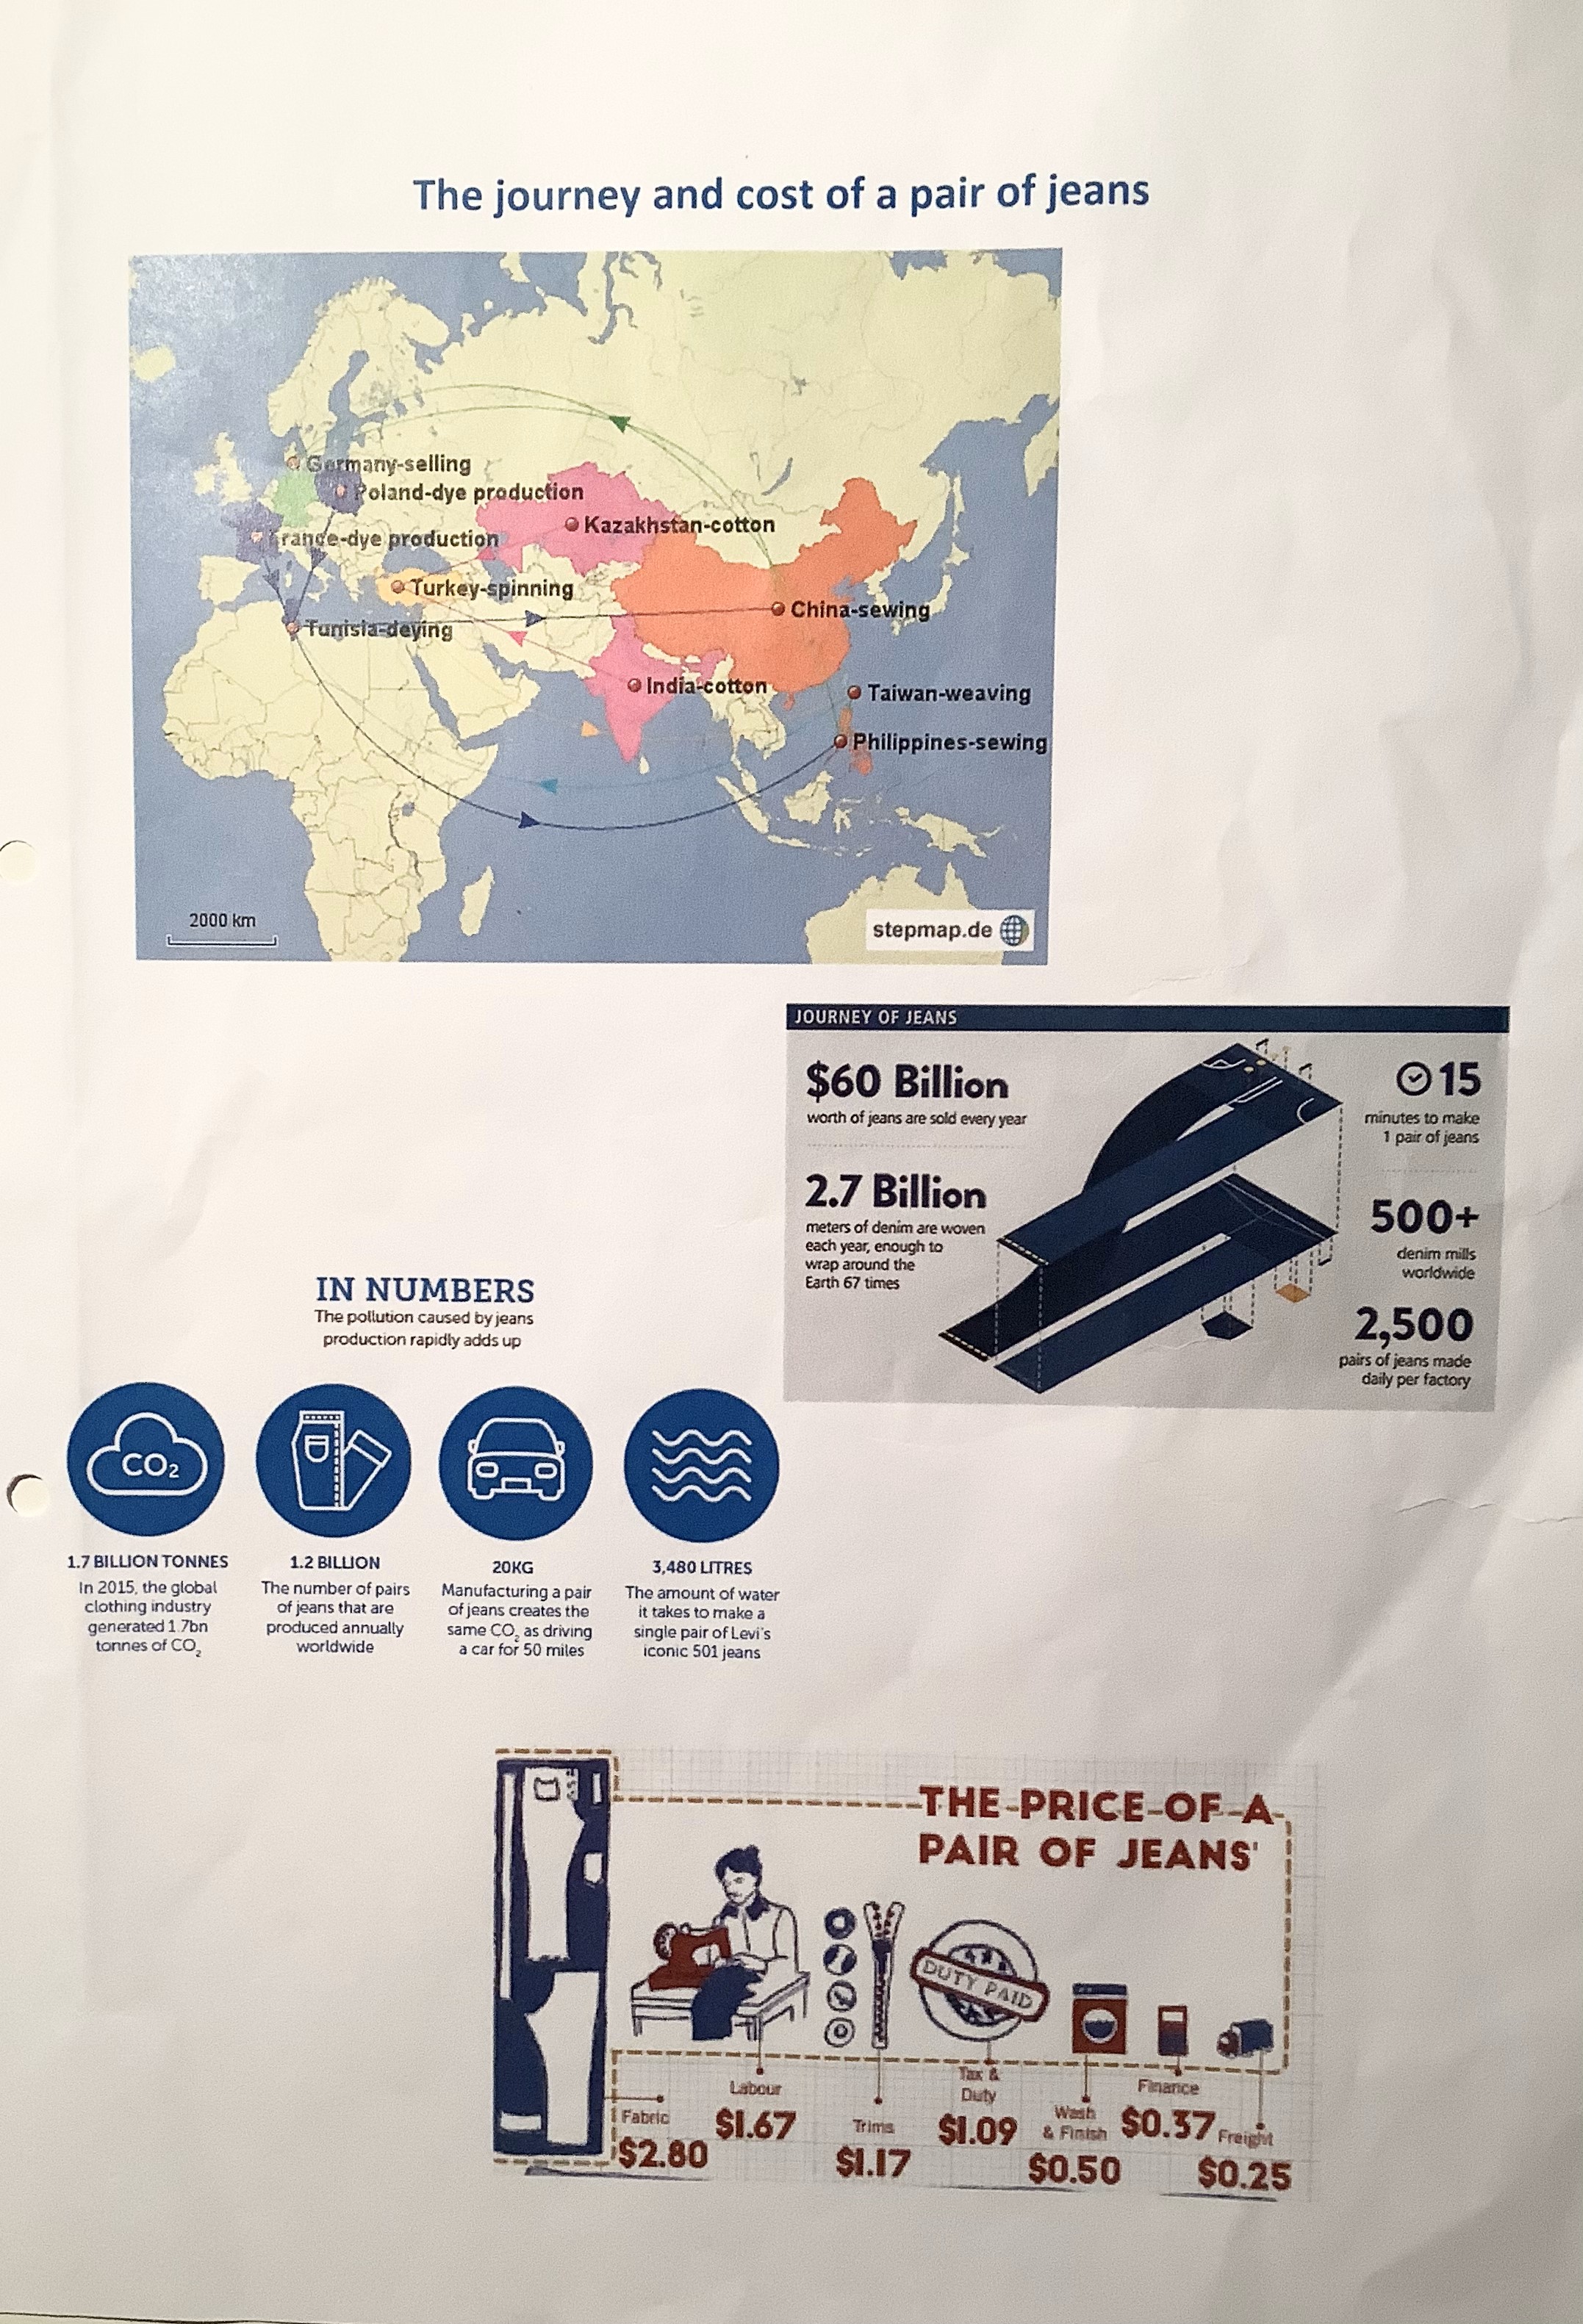 The journey and cost of a pair of jeans
Germany-selling
Poland-dye production
Kazakhstan-cotton
France-dye production
Turkey-spinning
China-sewing
Tunisia-deying
India-cotton
Taiwan-weaving
Philippines-sewing
2000 km
stepmap.de
JOURNEY OF JEANS
$60 Billion
worth of jeans are sold every year
2.7 Billion
meters of denim are woven
each year, enough to
wrap around the
Earth 67 times
15
minutes to make
1 pair of jeans
500+
denim mills
worldwide
2,500
pairs of jeans made
daily per factory
IN NUMBERS
The pollution caused by jeans
production rapidly adds up
CO₂
1.7 BILLION TONNES
In 2015, the global
clothing industry
generated 1.7bn
tonnes of CO₂
1.2 BILLION
The number of pairs
of jeans that are
produced annually
worldwide
20KG
Manufacturing a pair
of jeans creates the
same CO₂ as driving
a car for 50 miles
3,480 LITRES
The amount of water
it takes to make a
single pair of Levi's
iconic 501 jeans
THE PRICE OF A
PAIR OF JEANS'
DUTY PAID
Fabric
$2.80
Labour
$1.67
Trims
$1.17
Tax &
Duty
$1.09
Wash
& Finish
$0.50
Finance
$0.37
Freight
$0.25